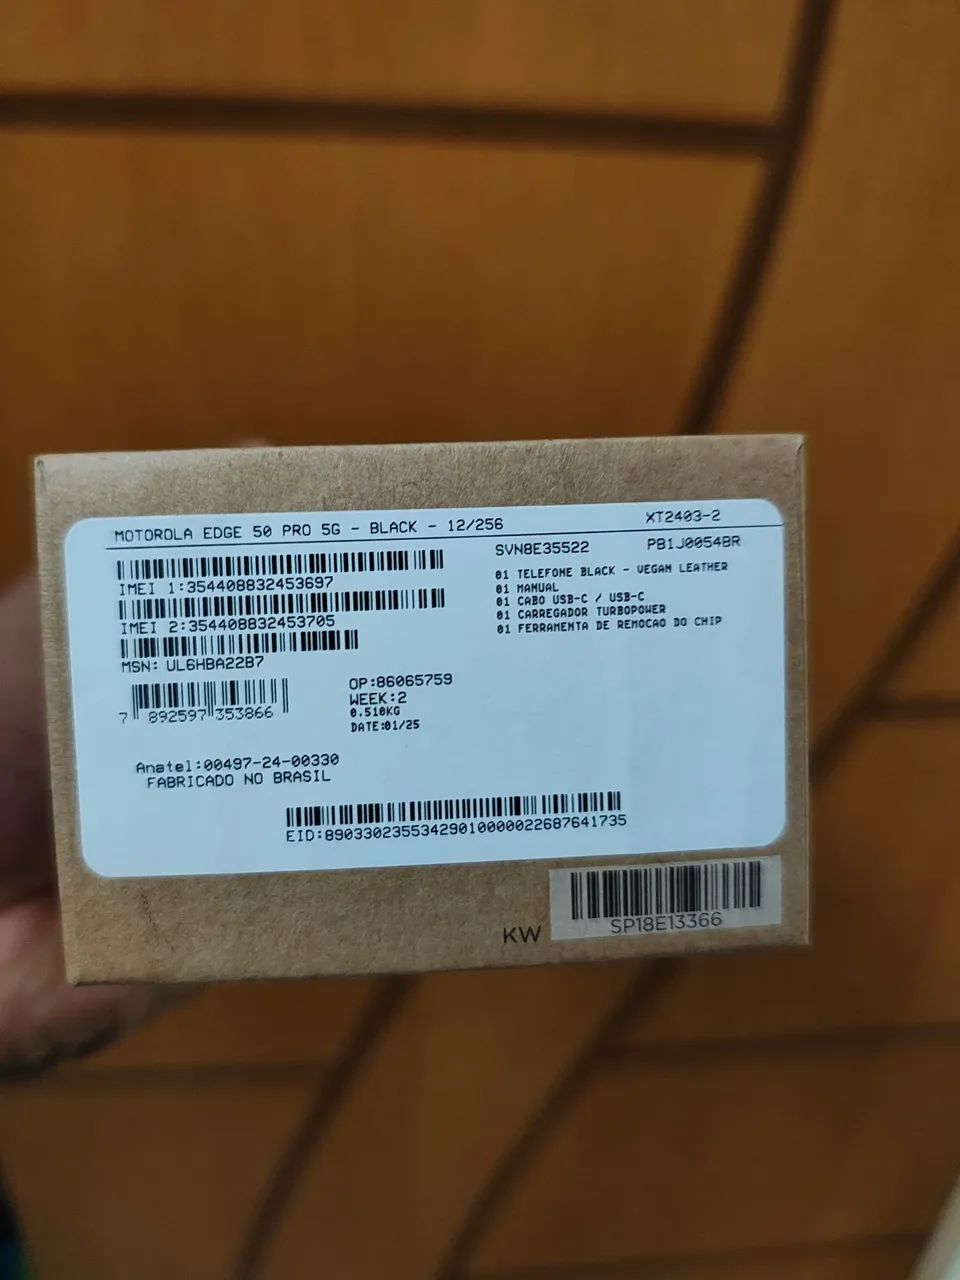 MOTOROLA EDGE 50 PRO 5G - BLACK - 12/256
XT2403-2
IMEI 1:354408832453697
IMEI 2:354408832453705
MSN: UL6HBA22B7
SVN8E35522
PB1J0054BR
01 TELEFONE BLACK - VEGAN LEATHER
01 MANUAL
01 CABO USB-C / USB-C
01 CARREGADOR TURBOPOWER
01 FERRAMENTA DE REMOCAO DO CHIP
7 892597 353866
OP:86065759
WEEK:2
0.510KG
DATE:01/25
Anatel:00497-24-00330
FABRICADO NO BRASIL
EID:89033023553429010000022687641735
KW
SP18E13366